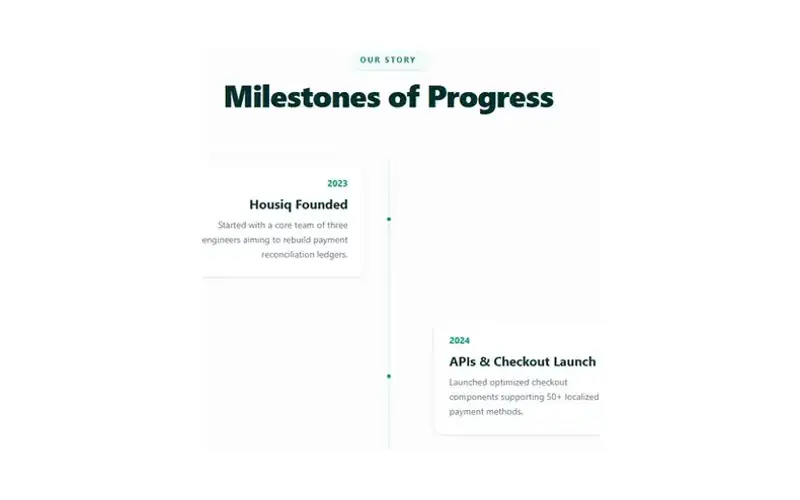 OUR STORY
Milestones of Progress
2023
Housiq Founded
Started with a core team of three
engineers aiming to rebuild payment
reconciliation ledgers.
2024
APIs & Checkout Launch
Launched optimized checkout
components supporting 50+ localized
payment methods.